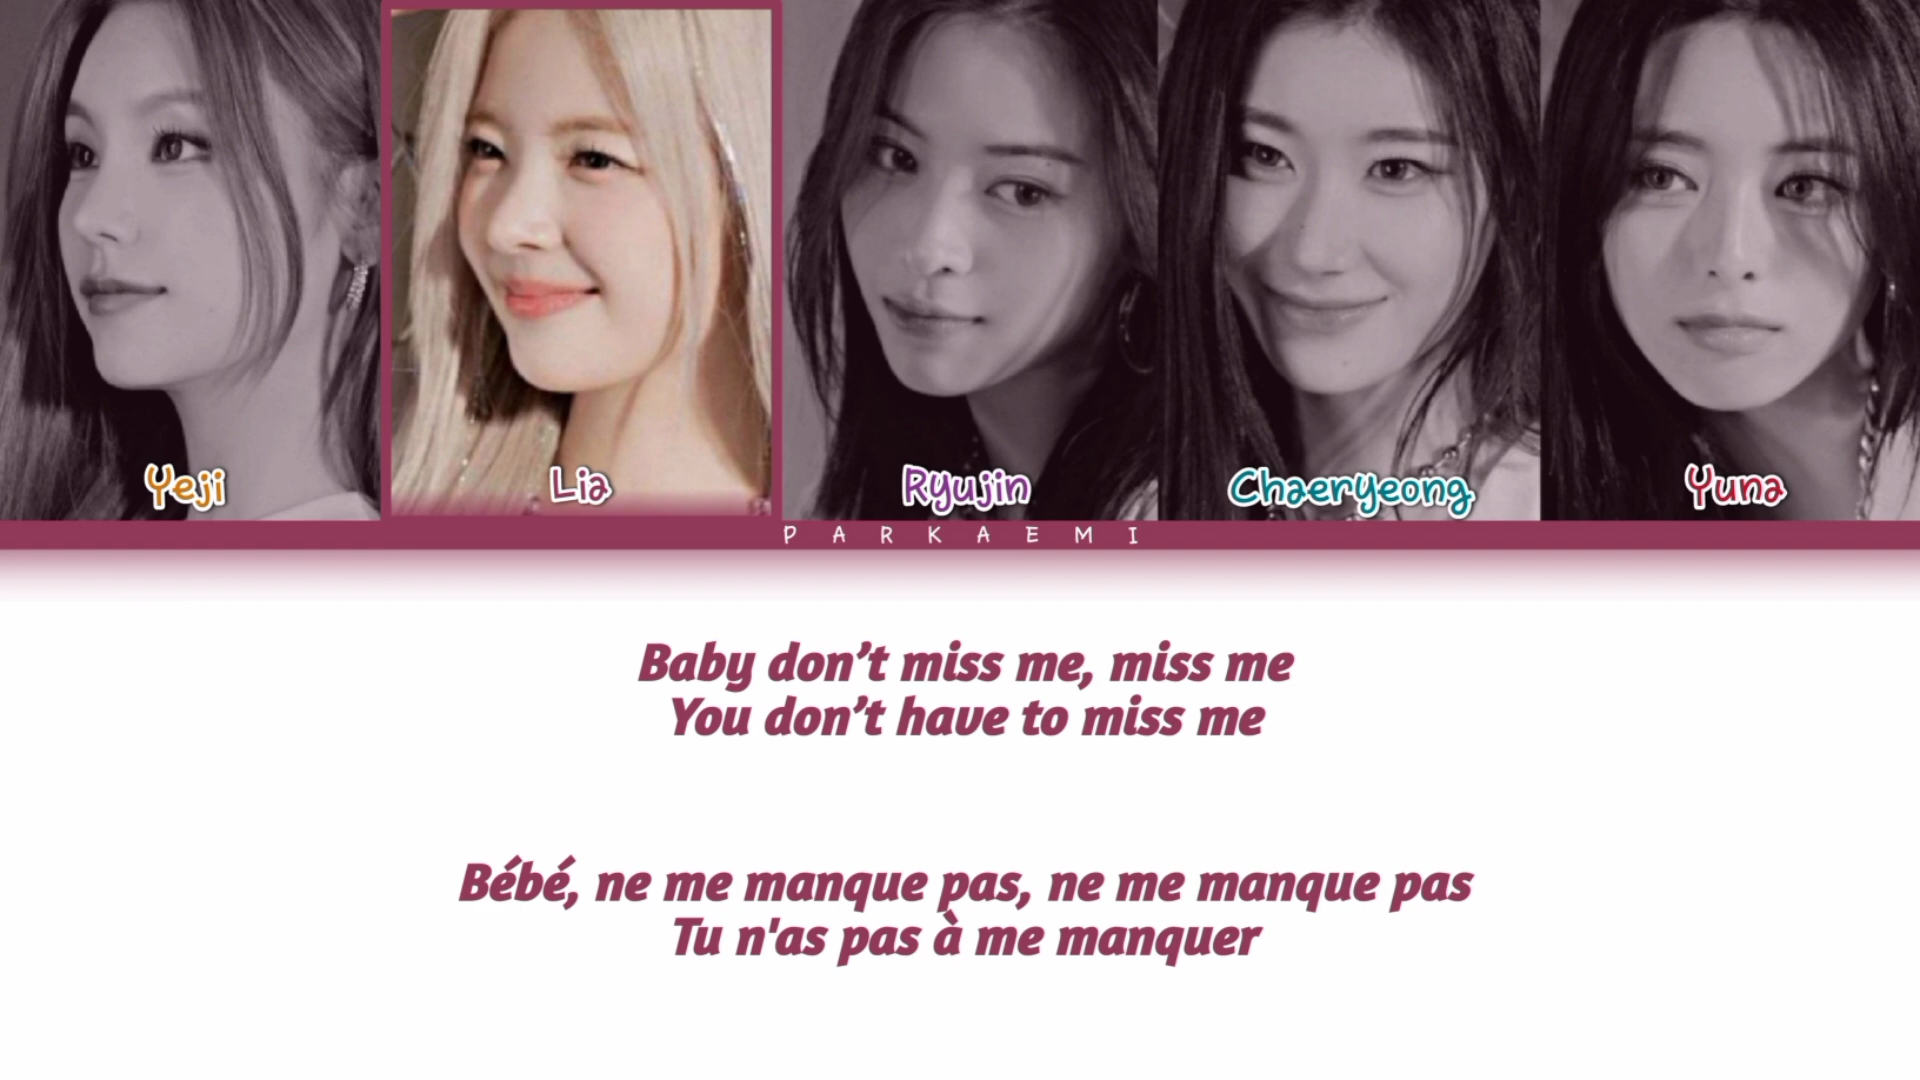 Yeji
Lia
Ryujin
Chaeryeong
Yuna
PARKAEMI
Baby don’t miss me, miss me
You don’t have to miss me
Bébé, ne me manque pas, ne me manque pas
Tu n'as pas à me manquer